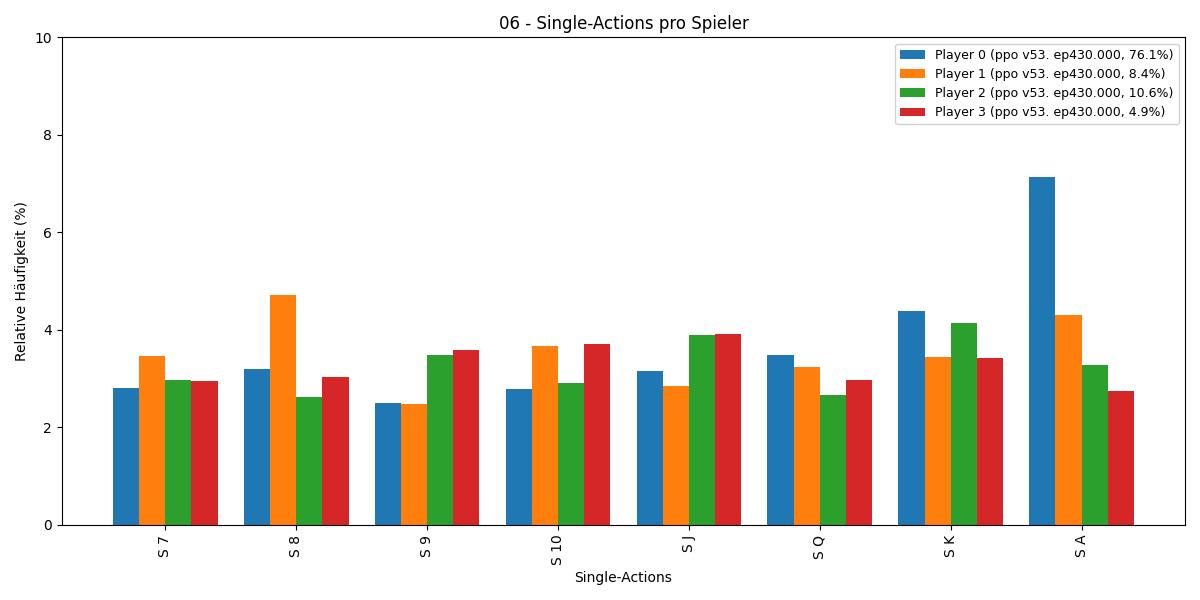 06 - Single-Actions pro Spieler
Player 0 (ppo v53. ep430.000, 76.1%)
Player 1 (ppo v53. ep430.000, 8.4%)
Player 2 (ppo v53. ep430.000, 10.6%)
Player 3 (ppo v53. ep430.000, 4.9%)
Relative Häufigkeit (%)
10
8
6
4
2
0
S 7
S 8
S 9
S 10
S J
S Q
S K
S A
Single-Actions